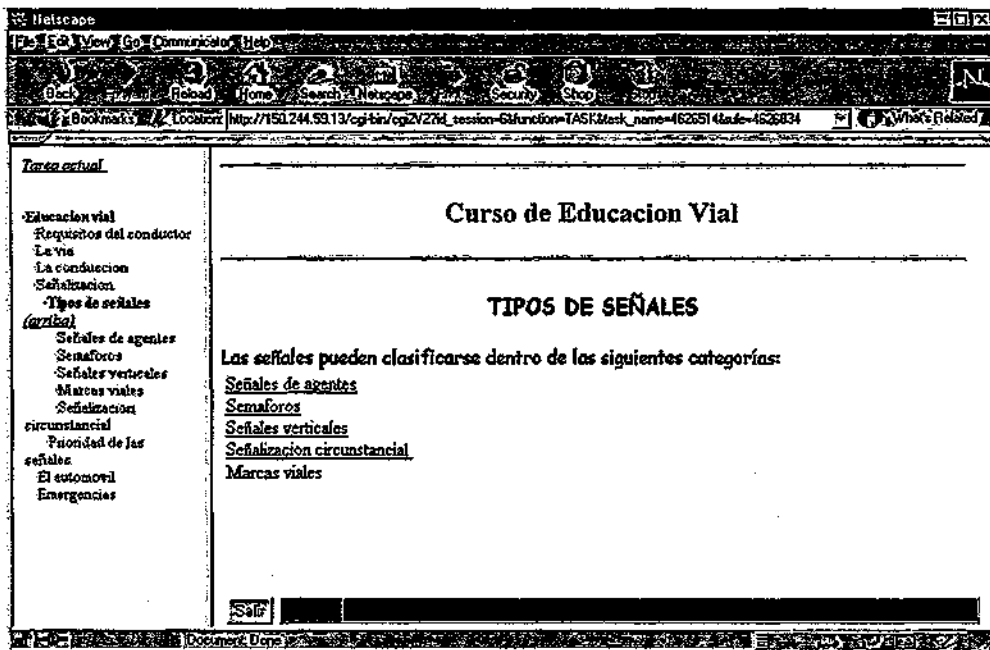 Netscape
File Edit View Go Communicator Help
Back Reload Home Search Netscape Security Shop
Bookmarks Location: http://150.244.59.13/cgi-bin/cgi2V2?id_session=6&function=TASK&task_name=4626514&rule=4626834 What's Related
Tarea actual
·Educacion vial
·Requisitos del conductor
·La via
·La conduccion
·Señalizacion
·Tipos de señales
(arriba)
·Señales de agentes
·Semaforos
·Señales verticales
·Marcas viales
·Señalizacion
circunstancial
·Prioridad de las
señales
·El automovil
·Emergencias
Curso de Educacion Vial
TIPOS DE SEÑALES
Las señales pueden clasificarse dentro de las siguientes categorías:
Señales de agentes
Semaforos
Señales verticales
Señalizacion circunstancial
Marcas viales
Salir
Document: Done